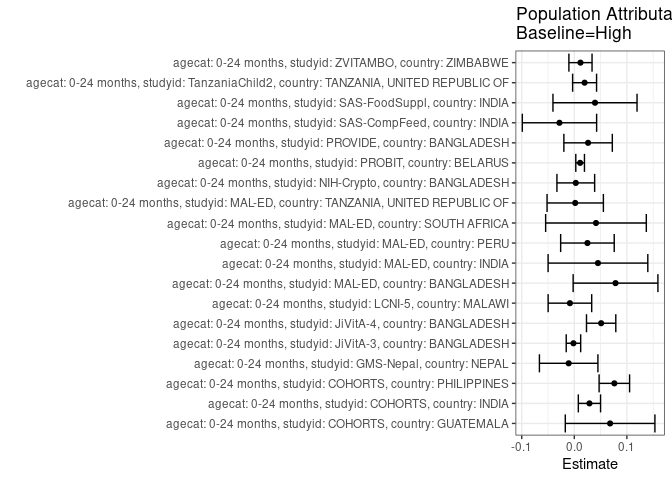 Population Attributa
Baseline=High
agecat: 0-24 months, studyid: ZVITAMBO, country: ZIMBABWE
agecat: 0-24 months, studyid: TanzaniaChild2, country: TANZANIA, UNITED REPUBLIC OF
agecat: 0-24 months, studyid: SAS-FoodSuppl, country: INDIA
agecat: 0-24 months, studyid: SAS-CompFeed, country: INDIA
agecat: 0-24 months, studyid: PROVIDE, country: BANGLADESH
agecat: 0-24 months, studyid: PROBIT, country: BELARUS
agecat: 0-24 months, studyid: NIH-Crypto, country: BANGLADESH
agecat: 0-24 months, studyid: MAL-ED, country: TANZANIA, UNITED REPUBLIC OF
agecat: 0-24 months, studyid: MAL-ED, country: SOUTH AFRICA
agecat: 0-24 months, studyid: MAL-ED, country: PERU
agecat: 0-24 months, studyid: MAL-ED, country: INDIA
agecat: 0-24 months, studyid: MAL-ED, country: BANGLADESH
agecat: 0-24 months, studyid: LCNI-5, country: MALAWI
agecat: 0-24 months, studyid: JiVitA-4, country: BANGLADESH
agecat: 0-24 months, studyid: JiVitA-3, country: BANGLADESH
agecat: 0-24 months, studyid: GMS-Nepal, country: NEPAL
agecat: 0-24 months, studyid: COHORTS, country: PHILIPPINES
agecat: 0-24 months, studyid: COHORTS, country: INDIA
agecat: 0-24 months, studyid: COHORTS, country: GUATEMALA
-0.1 0.0 0.1
Estimate